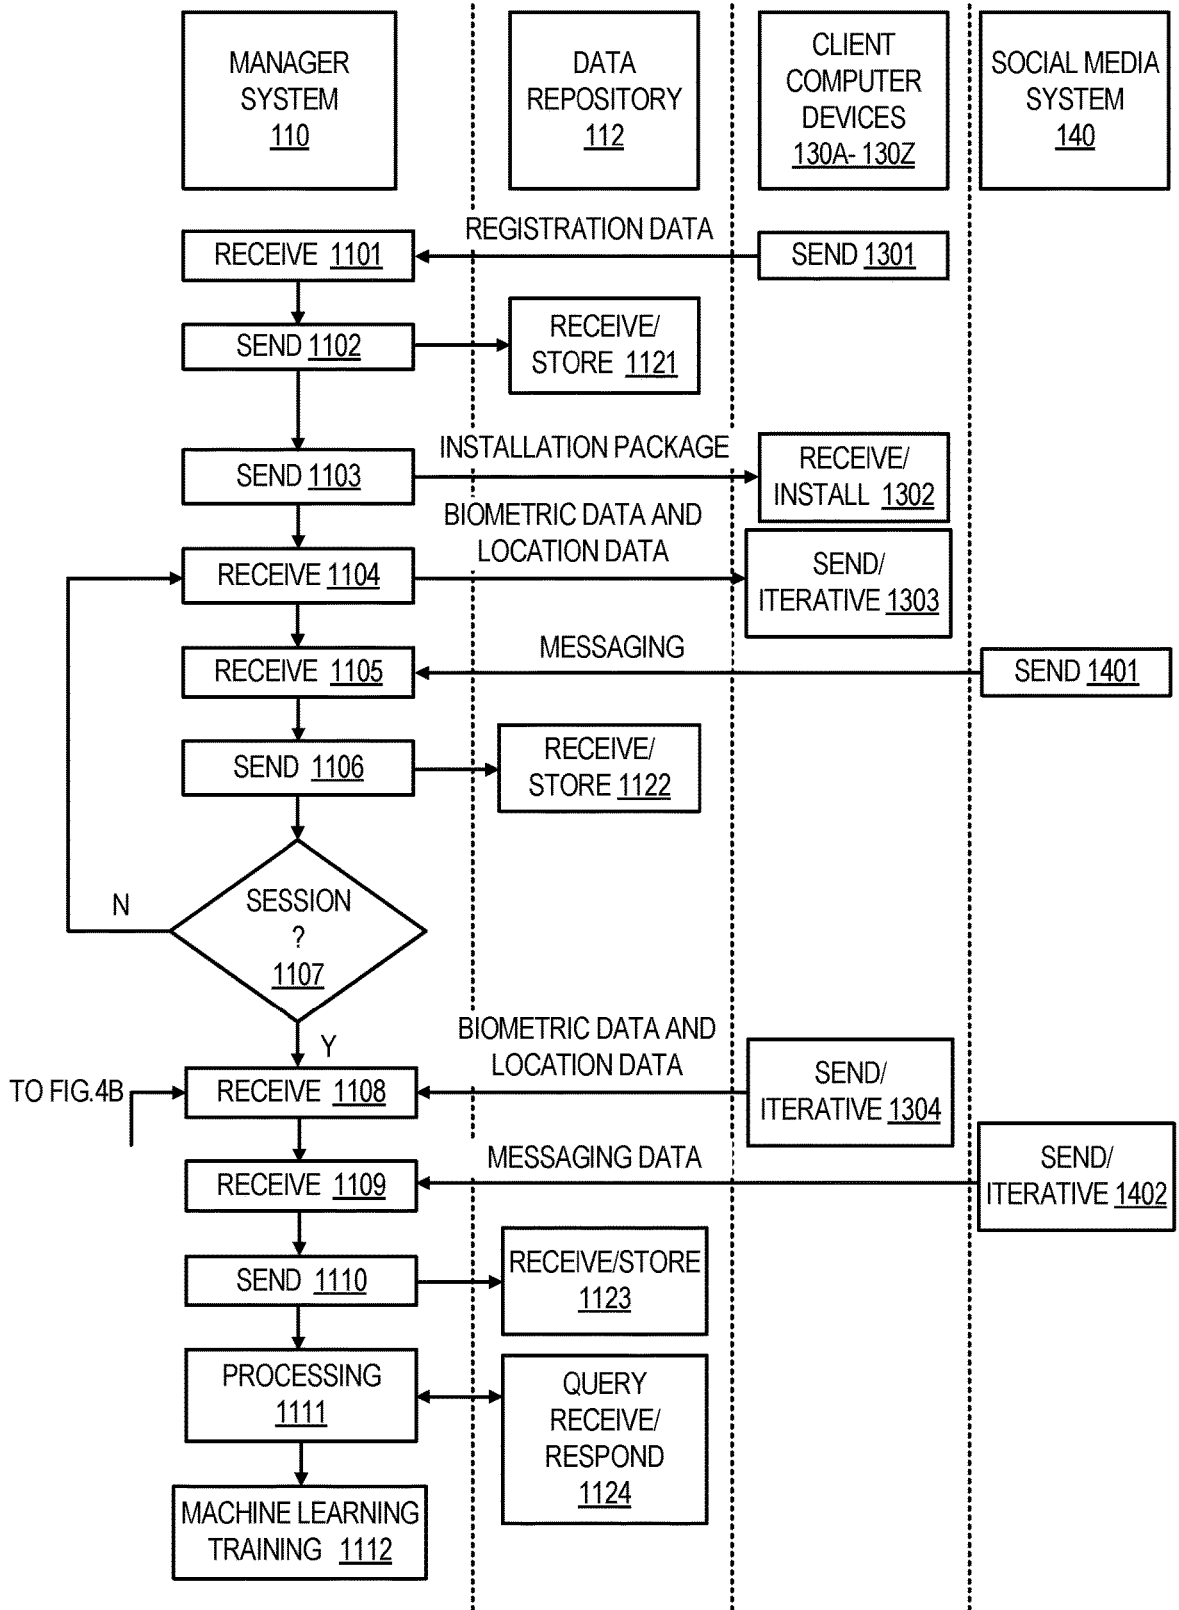 MANAGER
SYSTEM
110
DATA
REPOSITORY
112
CLIENT
COMPUTER
DEVICES
130A- 130Z
SOCIAL MEDIA
SYSTEM
140
REGISTRATION DATA
RECEIVE 1101
SEND 1301
SEND 1102
RECEIVE/
STORE 1121
INSTALLATION PACKAGE
SEND 1103
RECEIVE/
INSTALL 1302
BIOMETRIC DATA AND
LOCATION DATA
RECEIVE 1104
SEND/
ITERATIVE 1303
MESSAGING
RECEIVE 1105
SEND 1401
SEND 1106
RECEIVE/
STORE 1122
N
SESSION
?
1107
Y
BIOMETRIC DATA AND
LOCATION DATA
TO FIG.4B
RECEIVE 1108
SEND/
ITERATIVE 1304
MESSAGING DATA
RECEIVE 1109
SEND/
ITERATIVE 1402
SEND 1110
RECEIVE/STORE
1123
PROCESSING
1111
QUERY
RECEIVE/
RESPOND
1124
MACHINE LEARNING
TRAINING 1112